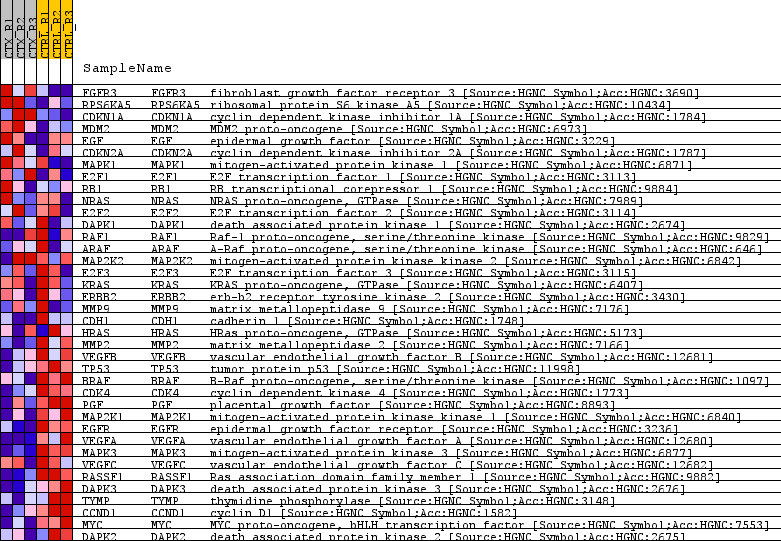 CTX_R1
CTX_R2
CTX_R3
CTRL_R1
CTRL_R2
CTRL_R3
SampleName
FGFR3 FGFR3 fibroblast growth factor receptor 3 [Source:HGNC Symbol;Acc:HGNC:3690]
RPS6KA5 RPS6KA5 ribosomal protein S6 kinase A5 [Source:HGNC Symbol;Acc:HGNC:10434]
CDKN1A CDKN1A cyclin dependent kinase inhibitor 1A [Source:HGNC Symbol;Acc:HGNC:1784]
MDM2 MDM2 MDM2 proto-oncogene [Source:HGNC Symbol;Acc:HGNC:6973]
EGF EGF epidermal growth factor [Source:HGNC Symbol;Acc:HGNC:3229]
CDKN2A CDKN2A cyclin dependent kinase inhibitor 2A [Source:HGNC Symbol;Acc:HGNC:1787]
MAPK1 MAPK1 mitogen-activated protein kinase 1 [Source:HGNC Symbol;Acc:HGNC:6871]
E2F1 E2F1 E2F transcription factor 1 [Source:HGNC Symbol;Acc:HGNC:3113]
RB1 RB1 RB transcriptional corepressor 1 [Source:HGNC Symbol;Acc:HGNC:9884]
NRAS NRAS NRAS proto-oncogene, GTPase [Source:HGNC Symbol;Acc:HGNC:7989]
E2F2 E2F2 E2F transcription factor 2 [Source:HGNC Symbol;Acc:HGNC:3114]
DAPK1 DAPK1 death associated protein kinase 1 [Source:HGNC Symbol;Acc:HGNC:2674]
RAF1 RAF1 Raf-1 proto-oncogene, serine/threonine kinase [Source:HGNC Symbol;Acc:HGNC:9829]
ARAF ARAF A-Raf proto-oncogene, serine/threonine kinase [Source:HGNC Symbol;Acc:HGNC:646]
MAP2K2 MAP2K2 mitogen-activated protein kinase kinase 2 [Source:HGNC Symbol;Acc:HGNC:6842]
E2F3 E2F3 E2F transcription factor 3 [Source:HGNC Symbol;Acc:HGNC:3115]
KRAS KRAS KRAS proto-oncogene, GTPase [Source:HGNC Symbol;Acc:HGNC:6407]
ERBB2 ERBB2 erb-b2 receptor tyrosine kinase 2 [Source:HGNC Symbol;Acc:HGNC:3430]
MMP9 MMP9 matrix metallopeptidase 9 [Source:HGNC Symbol;Acc:HGNC:7176]
CDH1 CDH1 cadherin 1 [Source:HGNC Symbol;Acc:HGNC:1748]
HRAS HRAS HRas proto-oncogene, GTPase [Source:HGNC Symbol;Acc:HGNC:5173]
MMP2 MMP2 matrix metallopeptidase 2 [Source:HGNC Symbol;Acc:HGNC:7166]
VEGFB VEGFB vascular endothelial growth factor B [Source:HGNC Symbol;Acc:HGNC:12681]
TP53 TP53 tumor protein p53 [Source:HGNC Symbol;Acc:HGNC:11998]
BRAF BRAF B-Raf proto-oncogene, serine/threonine kinase [Source:HGNC Symbol;Acc:HGNC:1097]
CDK4 CDK4 cyclin dependent kinase 4 [Source:HGNC Symbol;Acc:HGNC:1773]
PGF PGF placental growth factor [Source:HGNC Symbol;Acc:HGNC:8893]
MAP2K1 MAP2K1 mitogen-activated protein kinase kinase 1 [Source:HGNC Symbol;Acc:HGNC:6840]
EGFR EGFR epidermal growth factor receptor [Source:HGNC Symbol;Acc:HGNC:3236]
VEGFA VEGFA vascular endothelial growth factor A [Source:HGNC Symbol;Acc:HGNC:12680]
MAPK3 MAPK3 mitogen-activated protein kinase 3 [Source:HGNC Symbol;Acc:HGNC:6877]
VEGFC VEGFC vascular endothelial growth factor C [Source:HGNC Symbol;Acc:HGNC:12682]
RASSF1 RASSF1 Ras association domain family member 1 [Source:HGNC Symbol;Acc:HGNC:9882]
DAPK3 DAPK3 death associated protein kinase 3 [Source:HGNC Symbol;Acc:HGNC:2676]
TYMP TYMP thymidine phosphorylase [Source:HGNC Symbol;Acc:HGNC:3148]
CCND1 CCND1 cyclin D1 [Source:HGNC Symbol;Acc:HGNC:1582]
MYC MYC MYC proto-oncogene, bHLH transcription factor [Source:HGNC Symbol;Acc:HGNC:7553]
DAPK2 DAPK2 death associated protein kinase 2 [Source:HGNC Symbol;Acc:HGNC:2675]